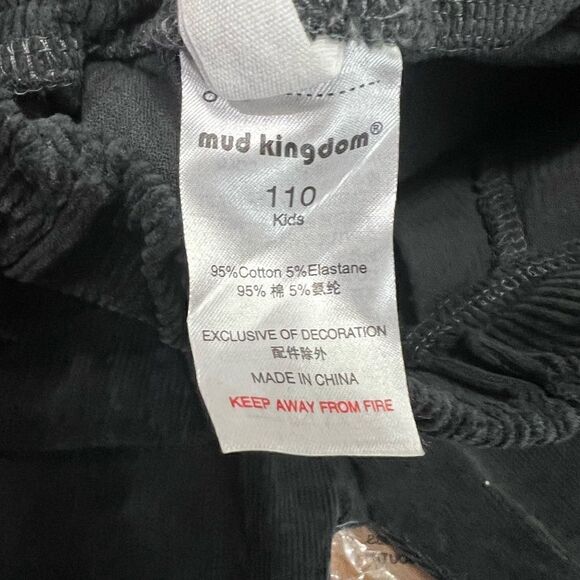 mud kingdom®
110
Kids
95%Cotton 5%Elastane
95% 棉 5%氨纶
EXCLUSIVE OF DECORATION
配件除外
MADE IN CHINA
KEEP AWAY FROM FIRE